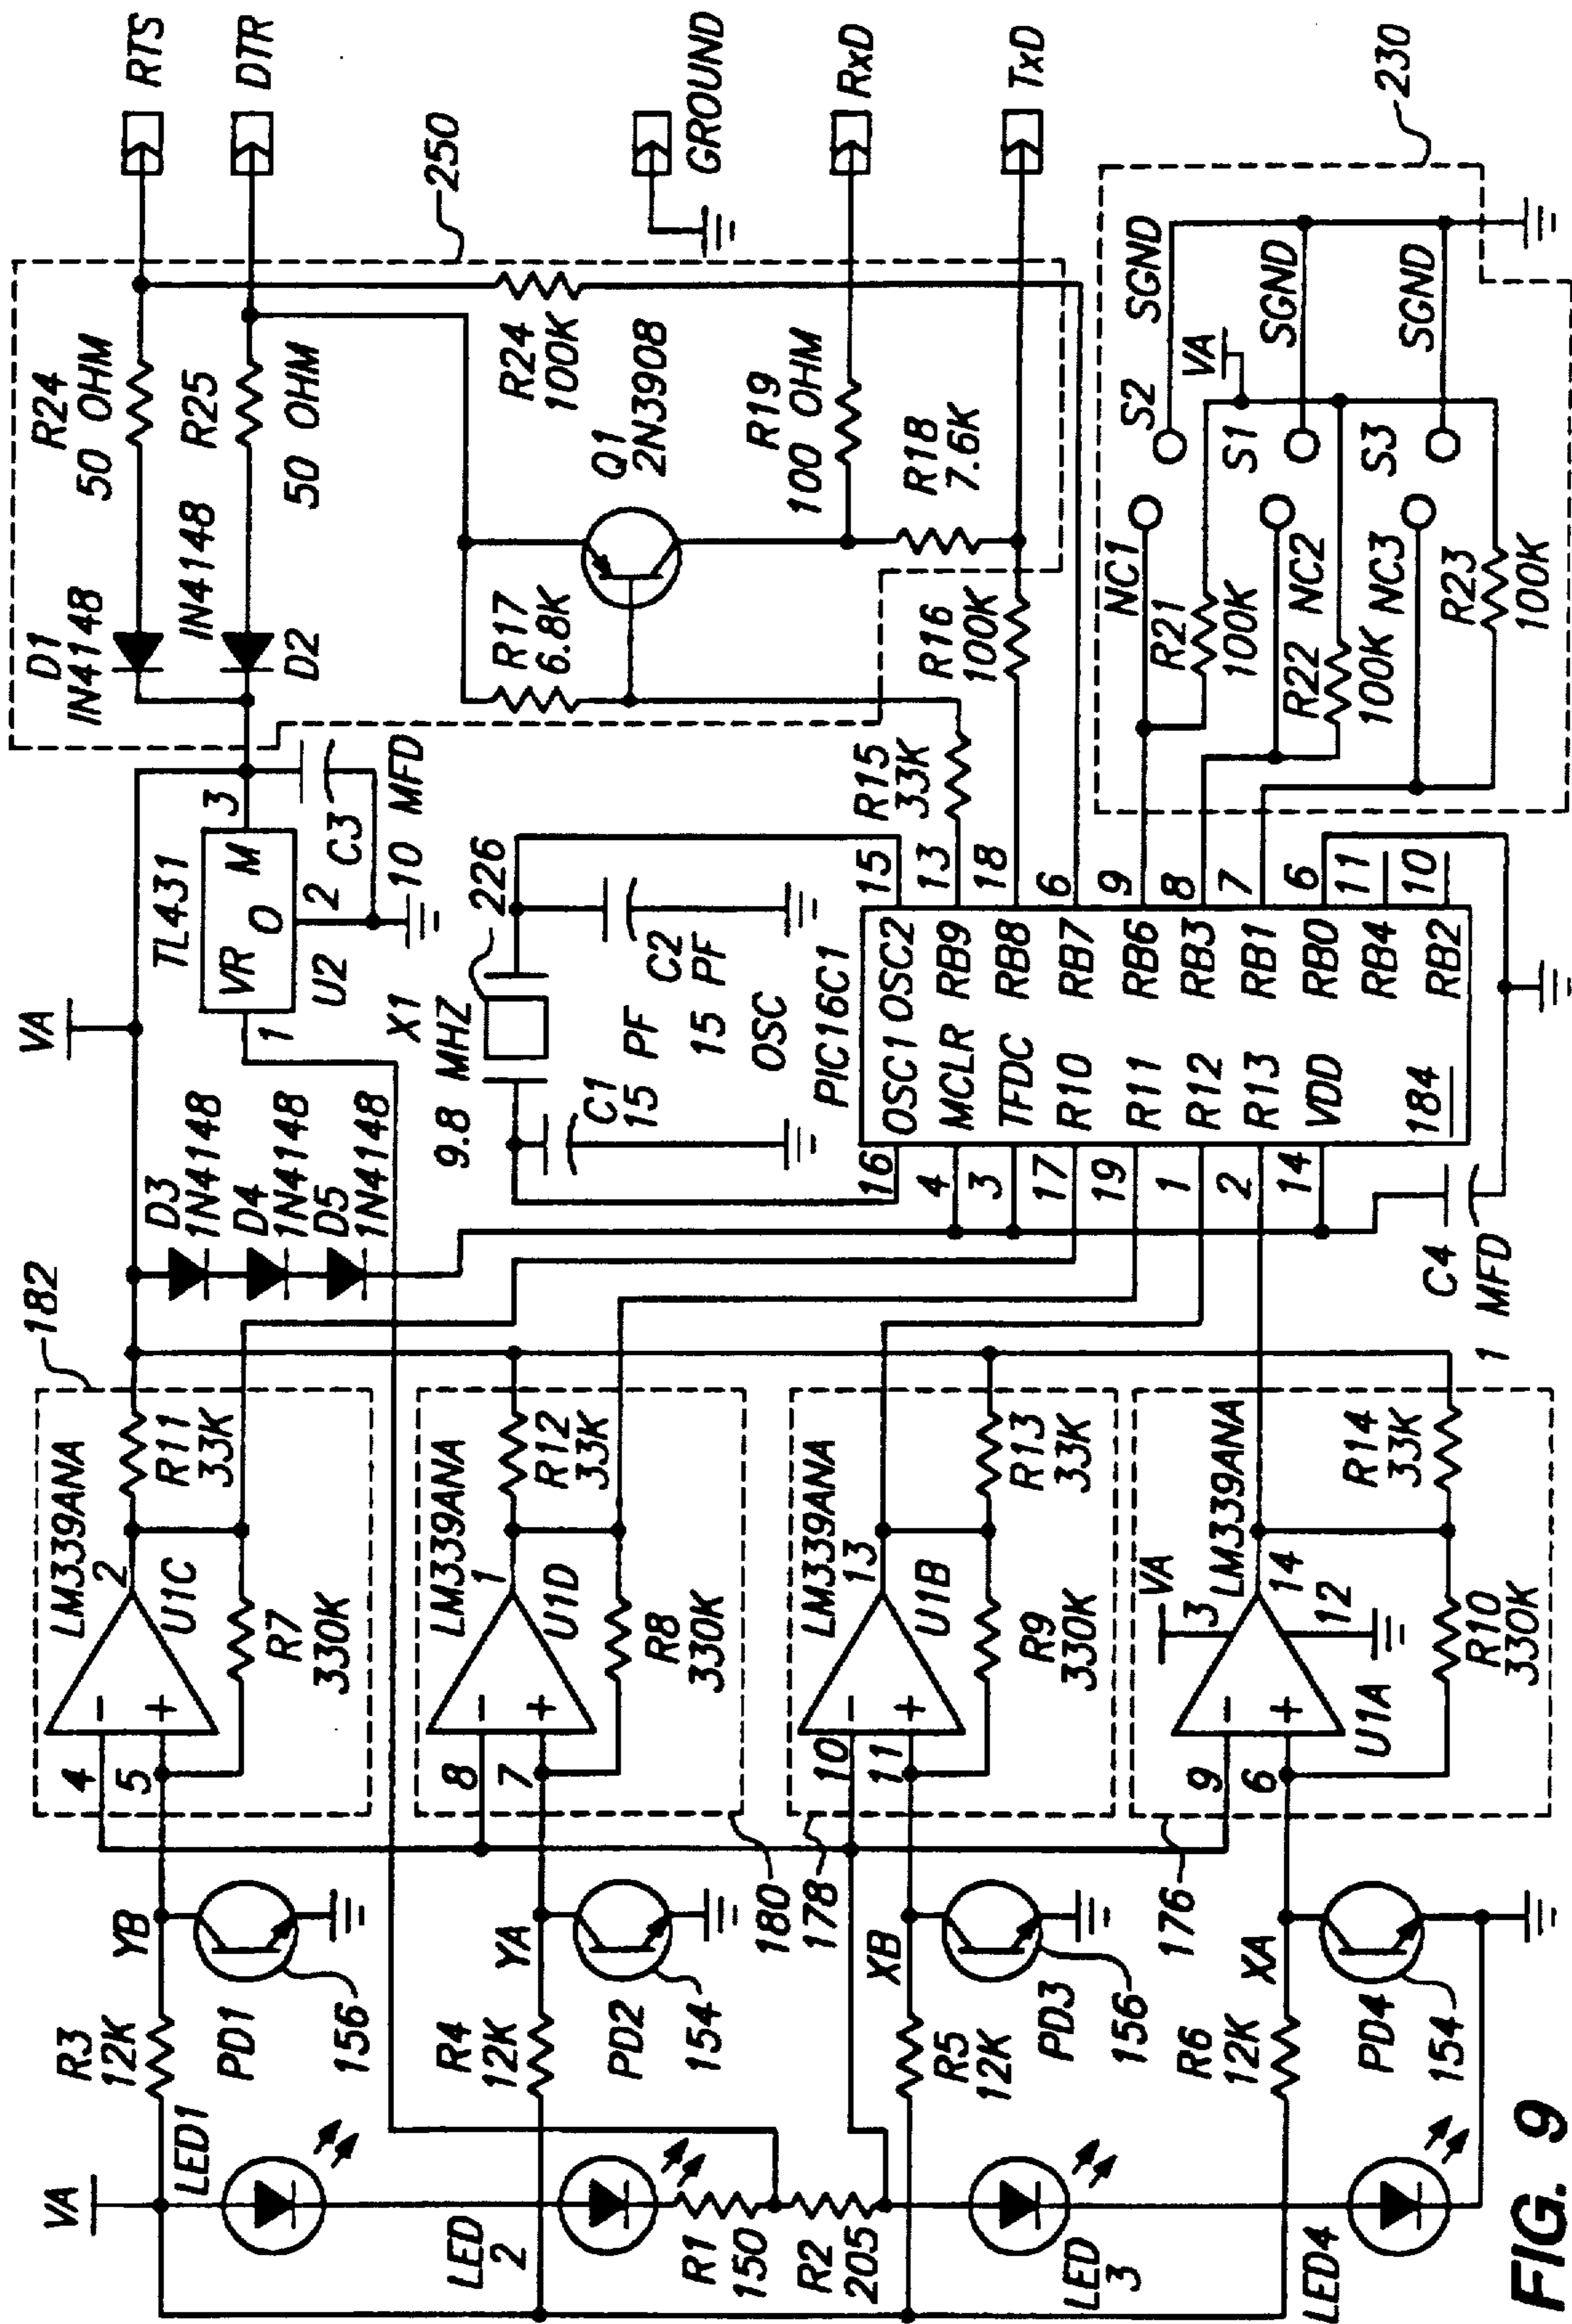 VA
LED1
LED
2
R1
150
R2
205
LED
3
LED4
R3
12K
YB
PD1
156
R4
12K
YA
PD2
154
XB
R5
12K
PD3
156
XA
R6
12K
PD4
154
182
LM339ANA
4
5
2
U1C
R11
33K
R7
330K
LM339ANA
8
7
1
U1D
R12
33K
R8
330K
180
178
LM339ANA
10
11
13
U1B
R13
33K
R9
330K
176
VA
3
LM339ANA
9
6
14
12
U1A
R14
33K
R10
330K
VA
D3
1N4148
D4
1N4148
D5
1N4148
TL431
VR
M
O
1
2
3
U2
C3
10 MFD
X1
9.8 MHZ
226
C1
15 PF
C2
15 PF
OSC
PIC16C1
16
OSC1
OSC2
15
4
MCLR
RB9
13
3
TFDC
RB8
18
17
R10
RB7
6
19
R11
RB6
9
1
R12
RB3
8
2
R13
RB1
7
14
VDD
RB0
6
RB4
11
184
RB2
10
C4
1 MFD
D1
IN4148
R24
50 OHM
IN4148
R25
D2
50 OHM
RTS
DTR
250
R17
6.8K
Q1
2N3908
R24
100K
GROUND
R19
100 OHM
RxD
R18
7.6K
TxD
R15
33K
R16
100K
230
NC1
S2
SGND
R21
100K
VA
S1
SGND
R22
100K
NC2
S3
SGND
NC3
R23
100K
FIG. 9